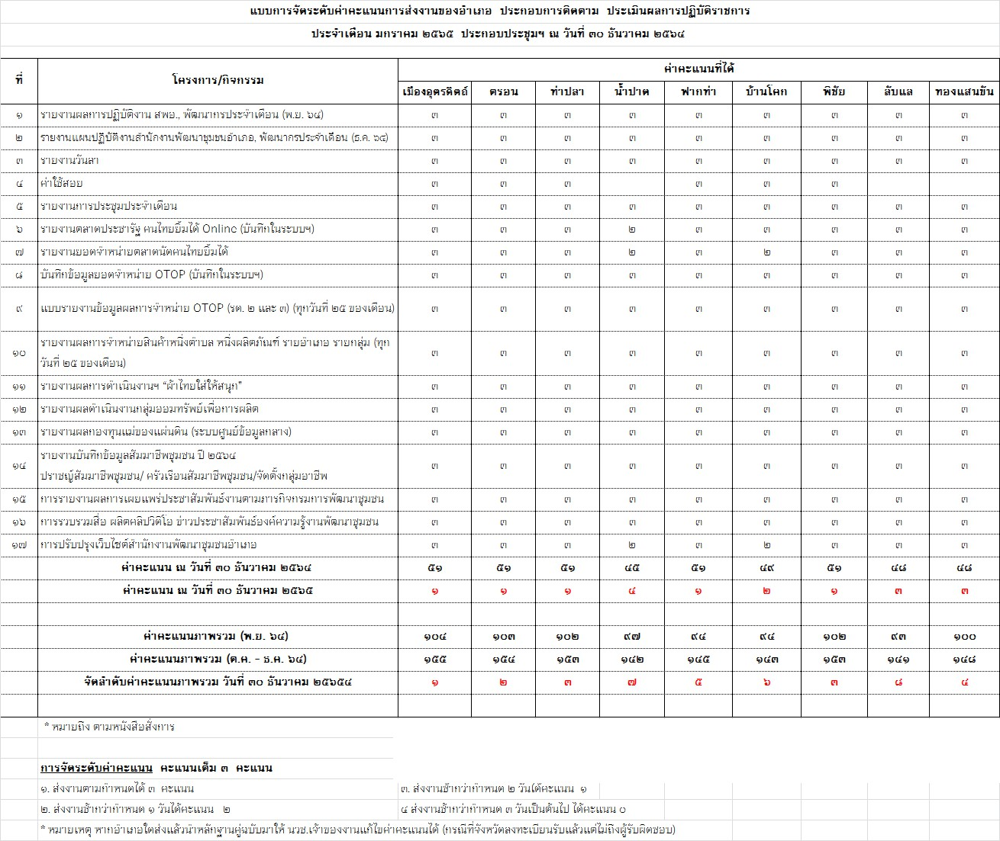 แบบการจัดระดับค่าคะแนนการส่งงานของอำเภอ ประกอบการติดตาม ประเมินผลการปฏิบัติราชการ
ประจำเดือน มกราคม ๒๕๖๕ ประกอบประชุมฯ ณ วันที่ ๓๐ ธันวาคม ๒๕๖๔
ที่ โครงการ/กิจกรรม ค่าคะแนนที่ได้
เมืองอุตรดิตถ์ ตรอน ท่าปลา น้ำปาด ฟากท่า บ้านโคก พิชัย ลับแล ทองแสนขัน
๑ รายงานผลการปฏิบัติงาน สพอ., พัฒนากรประจำเดือน (พ.ย. ๖๔) ๓ ๓ ๓ ๓ ๓ ๓ ๓ ๓ ๓
๒ รายงานแผนปฏิบัติงานสำนักงานพัฒนาชุมชนอำเภอ, พัฒนากรประจำเดือน (ธ.ค. ๖๔) ๓ ๓ ๓ ๓ ๓ ๓ ๓ ๓ ๓
๓ รายงานวันลา ๓ ๓ ๓ ๓ ๓ ๓ ๓ ๓ ๓
๔ ค่าใช้สอย ๓ ๓ ๓ ๓ ๓ ๓
๕ รายงานการประชุมประจำเดือน ๓ ๓ ๓ ๓ ๓ ๓ ๓ ๓ ๓
๖ รายงานตลาดประชารัฐ คนไทยยิ้มได้ Online (บันทึกในระบบฯ) ๓ ๓ ๓ ๒ ๓ ๓ ๓ ๓ ๓
๗ รายงานยอดจำหน่ายตลาดนัดคนไทยยิ้มได้ ๓ ๓ ๓ ๒ ๓ ๒ ๓ ๓ ๓
๘ บันทึกข้อมูลยอดจำหน่าย OTOP (บันทึกในระบบฯ) ๓ ๓ ๓ ๓ ๓ ๓ ๓ ๓ ๓
๙ แบบรายงานข้อมูลผลการจำหน่าย OTOP (รต. ๒ และ ๓) (ทุกวันที่ ๒๕ ของเดือน) ๓ ๓ ๓ ๓ ๓ ๓ ๓ ๓ ๓
๑๐ รายงานผลการจำหน่ายสินค้าหนึ่งตำบล หนึ่งผลิตภัณฑ์ รายอำเภอ รายกลุ่ม (ทุก
วันที่ ๒๕ ของเดือน) ๓ ๓ ๓ ๓ ๓ ๓ ๓ ๓ ๓
๑๑ รายงานผลการดำเนินงานฯ “ผ้าไทยใส่ให้สนุก” ๓ ๓ ๓ ๓ ๓ ๓ ๓ ๓ ๓
๑๒ รายงานผลดำเนินงานกลุ่มออมทรัพย์เพื่อการผลิต ๓ ๓ ๓ ๓ ๓ ๓ ๓ ๓ ๓
๑๓ รายงานผลกองทุนแม่ของแผ่นดิน (ระบบศูนย์ข้อมูลกลาง) ๓ ๓ ๓ ๓ ๓ ๓ ๓ ๓ ๓
๑๔ รายงานบันทึกข้อมูลสัมมาชีพชุมชน ปี ๒๕๖๔
ปราชญ์สัมมาชีพชุมชน/ ครัวเรือนสัมมาชีพชุมชน/จัดตั้งกลุ่มอาชีพ ๓ ๓ ๓ ๓ ๓ ๓ ๓ ๓ ๓
๑๕ การรายงานผลการเผยแพร่ประชาสัมพันธ์งานตามภารกิจกรมการพัฒนาชุมชน ๓ ๓ ๓ ๓ ๓ ๓ ๓ ๓ ๓
๑๖ การรวบรวมสื่อ ผลิตคลิปวิดิโอ ข่าวประชาสัมพันธ์องค์ความรู้งานพัฒนาชุมชน ๓ ๓ ๓ ๓ ๓ ๓ ๓ ๓ ๓
๑๗ การปรับปรุงเว็บไซต์สำนักงานพัฒนาชุมชนอำเภอ ๓ ๓ ๓ ๒ ๓ ๒ ๓ ๓ ๓
ค่าคะแนน ณ วันที่ ๓๐ ธันวาคม ๒๕๖๔ ๕๑ ๕๑ ๕๑ ๔๕ ๕๑ ๔๙ ๕๑ ๔๘ ๔๘
ค่าคะแนน ณ วันที่ ๓๐ ธันวาคม ๒๕๖๕ ๑ ๑ ๑ ๔ ๑ ๒ ๑ ๓ ๓
ค่าคะแนนภาพรวม (พ.ย. ๖๔) ๑๐๔ ๑๐๓ ๑๐๒ ๙๗ ๙๔ ๙๔ ๑๐๒ ๙๓ ๑๐๐
ค่าคะแนนภาพรวม (ต.ค. - ธ.ค. ๖๔) ๑๕๕ ๑๕๔ ๑๕๓ ๑๔๒ ๑๔๕ ๑๔๓ ๑๕๓ ๑๔๑ ๑๔๘
จัดลำดับค่าคะแนนภาพรวม วันที่ ๓๐ ธันวาคม ๒๕๖๕๔ ๑ ๒ ๓ ๗ ๕ ๖ ๓ ๘ ๔
* หมายถึง ตามหนังสือสั่งการ
การจัดระดับค่าคะแนน คะแนนเต็ม ๓ คะแนน
๑. ส่งงานตามกำหนดได้ ๓ คะแนน ๓. ส่งงานช้ากว่ากำหนด ๒ วันได้คะแนน ๑
๒. ส่งงานช้ากว่ากำหนด ๑ วันได้คะแนน ๒ ๔ ส่งงานช้ากว่ากำหนด ๓ วันเป็นต้นไป ได้คะแนน ๐
* หมายเหตุ หากอำเภอใดส่งแล้วนำหลักฐานคู่ฉบับมาให้ นวช.เจ้าของงานแก้ไขค่าคะแนนได้ (กรณีที่จังหวัดลงทะเบียนรับแล้วแต่ไม่ถึงผู้รับผิดชอบ)